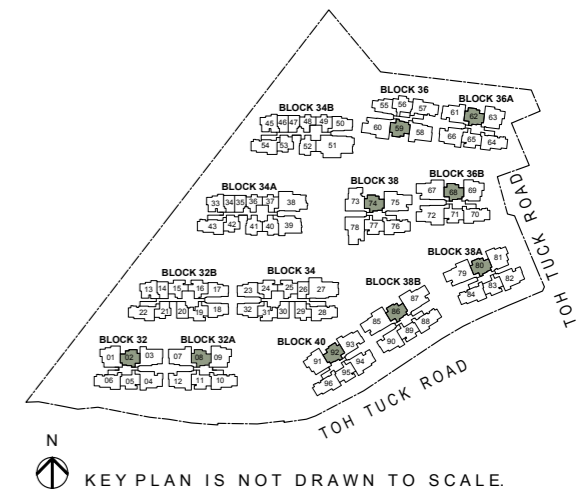 BLOCK 36
BLOCK 36A
55 56 57
61 62 63
60 59 58
66 65 64
BLOCK 34B
45 46 47 48 49 50
54 53 52 51
BLOCK 34A
33 34 35 36 37 38
43 42 41 40 39
BLOCK 38
73 74 75
78 77 76
BLOCK 36B
67 68 69
72 71 70
TOH TUCK ROAD
BLOCK 38A
79 80 81
84 83 82
BLOCK 32B
13 14 15 16 17
22 21 20 19 18
BLOCK 34
23 24 25 26 27
32 31 30 29 28
BLOCK 38B
85 86 87
90 89 88
BLOCK 32
01 02 03
06 05 04
BLOCK 32A
07 08 09
12 11 10
BLOCK 40
91 92 93
96 95 94
TOH TUCK ROAD
N
KEY PLAN IS NOT DRAWN TO SCALE.